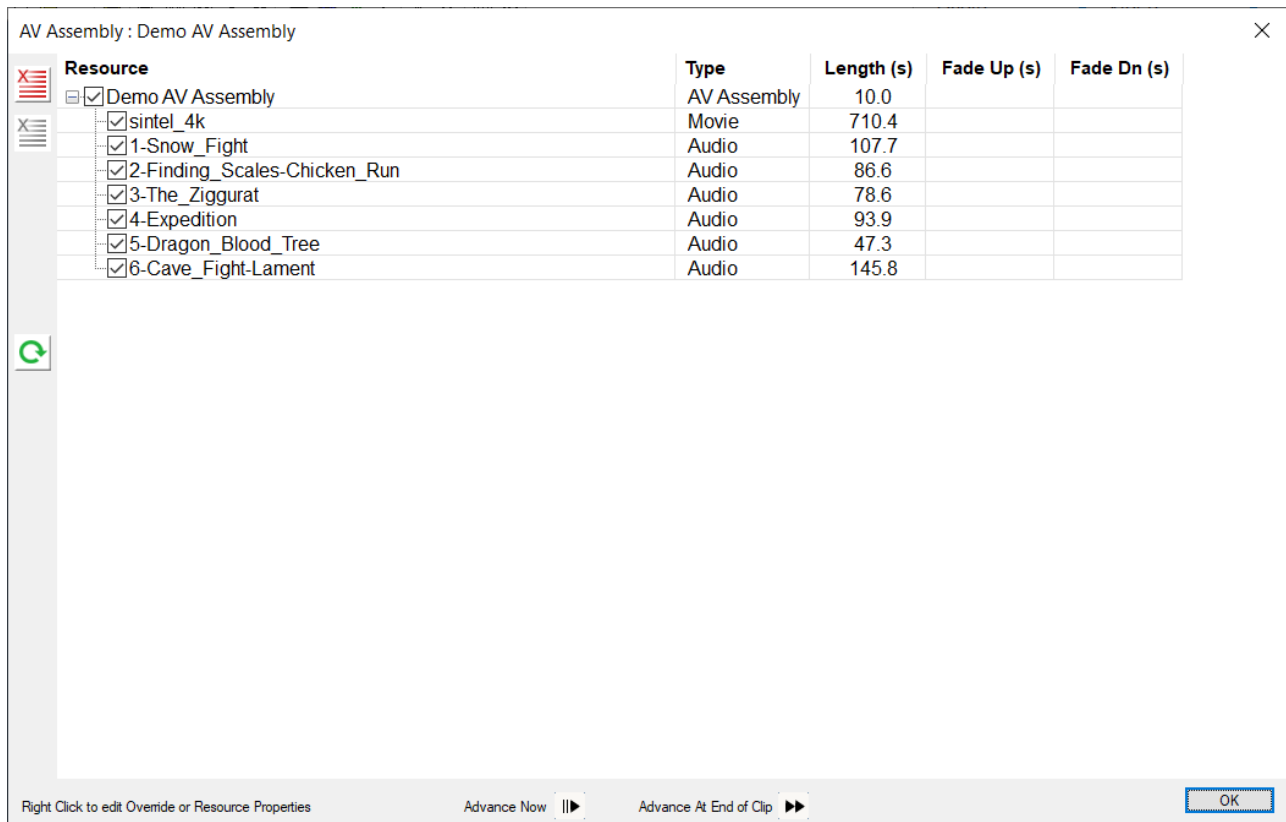 AV Assembly : Demo AV Assembly
Resource Type Length (s) Fade Up (s) Fade Dn (s)
Demo AV Assembly AV Assembly 10.0
sintel_4k Movie 710.4
1-Snow_Fight Audio 107.7
2-Finding_Scales-Chicken_Run Audio 86.6
3-The_Ziggurat Audio 78.6
4-Expedition Audio 93.9
5-Dragon_Blood_Tree Audio 47.3
6-Cave_Fight-Lament Audio 145.8
Right Click to edit Override or Resource Properties Advance Now Advance At End of Clip OK